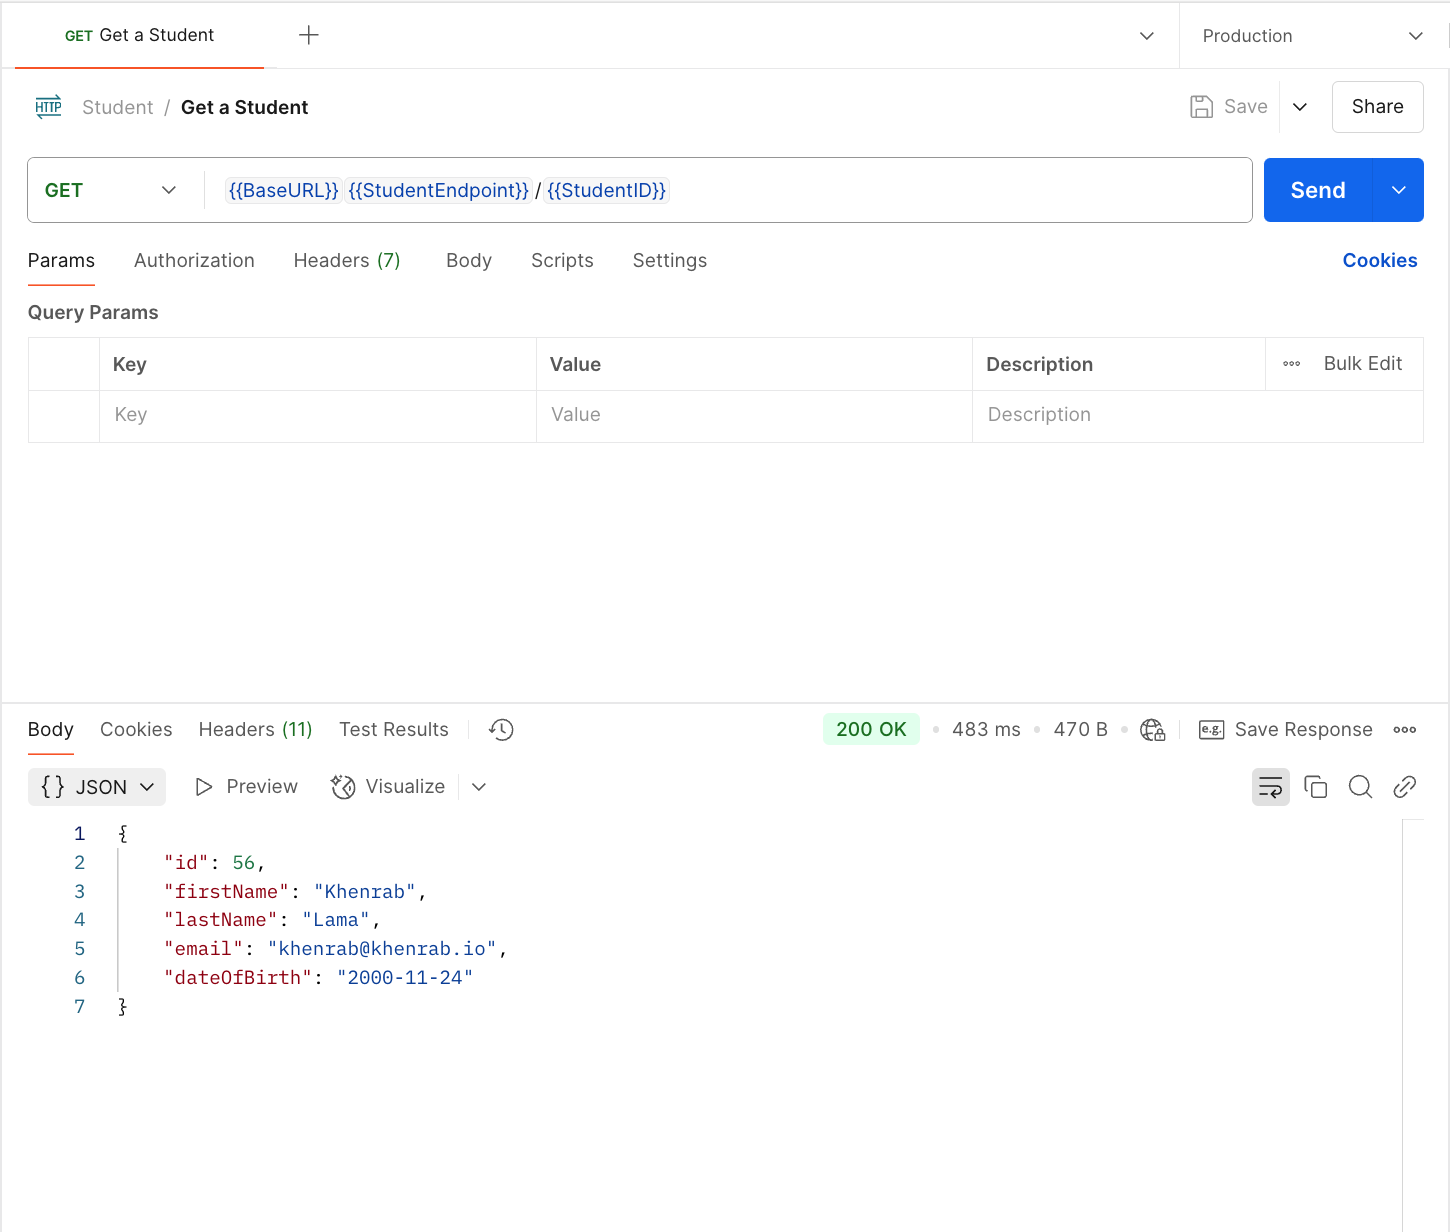 GET Get a Student
Production
HTTP Student / Get a Student Save Share
GET {{BaseURL}} {{StudentEndpoint}} / {{StudentID}} Send
Params Authorization Headers (7) Body Scripts Settings Cookies
Query Params
Key Value Description Bulk Edit
Key Value Description
Body Cookies Headers (11) Test Results 200 OK 483 ms 470 B e.g. Save Response
{} JSON Preview Visualize
1 {
2 "id": 56,
3 "firstName": "Khenrab",
4 "lastName": "Lama",
5 "email": "khenrab@khenrab.io",
6 "dateOfBirth": "2000-11-24"
7 }